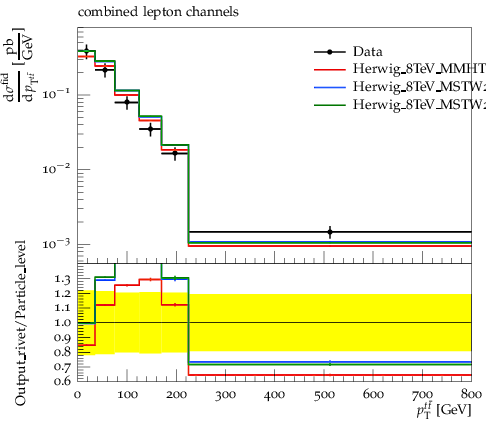 combined lepton channels
dσ^fid / dp_T^tt̄ [pb / GeV]
Data
Herwig_8TeV_MMHT
Herwig_8TeV_MSTW
Herwig_8TeV_MSTW
10⁻¹
10⁻²
10⁻³
Output_rivet/Particle_level
1.3
1.2
1.1
1.0
0.9
0.8
0.7
0.6
0 100 200 300 400 500 600 700 800
p_T^tt̄ [GeV]